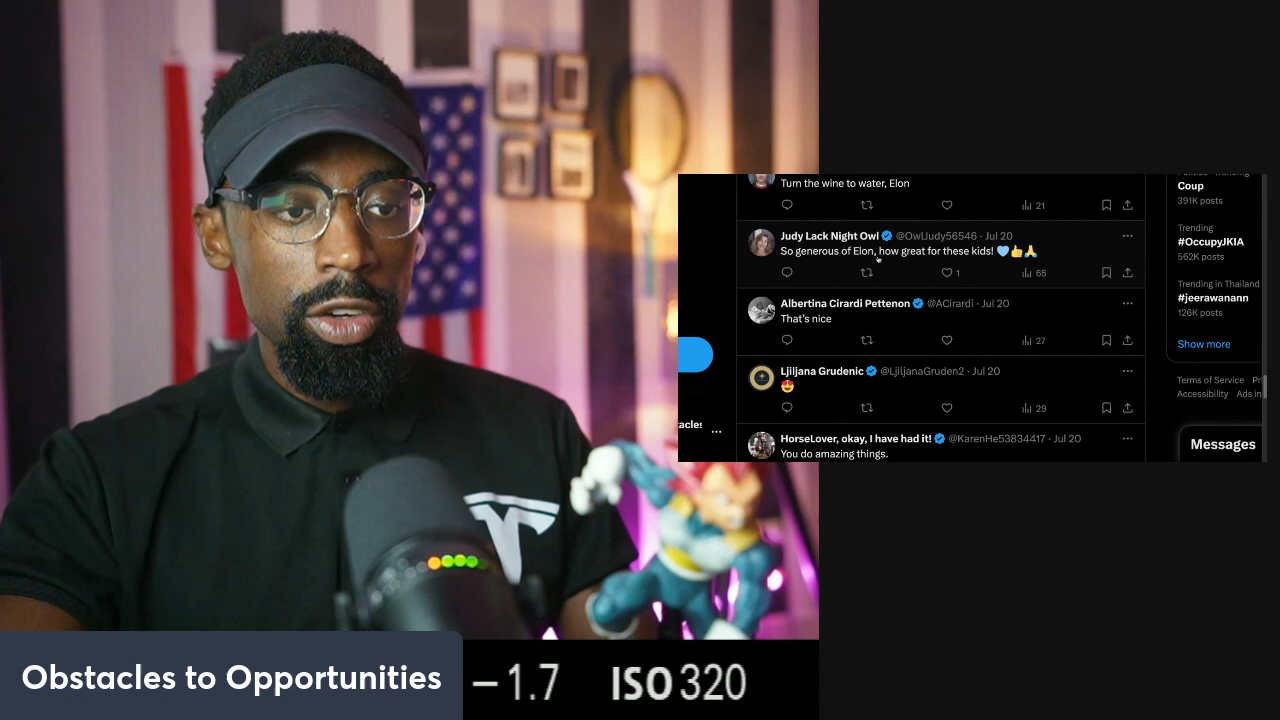 Turn the wine to water, Elon
21
Judy Lack Night Owl @OwlJudy56546 · Jul 20
So generous of Elon, how great for these kids! 🩵👍🙏
1 65
Albertina Cirardi Pettenon @ACirardi · Jul 20
That's nice
27
Ljiljana Grudenic @LjiljanaGruden2 · Jul 20
😍
29
HorseLover, okay, I have had it! @KarenHe53834417 · Jul 20
You do amazing things.
Coup
391K posts
Trending
#OccupyJKIA
562K posts
Trending in Thailand
#jeerawanann
126K posts
Show more
Terms of Service
Accessibility Ads in
Messages
Obstacles to Opportunities
– 1.7 ISO 320